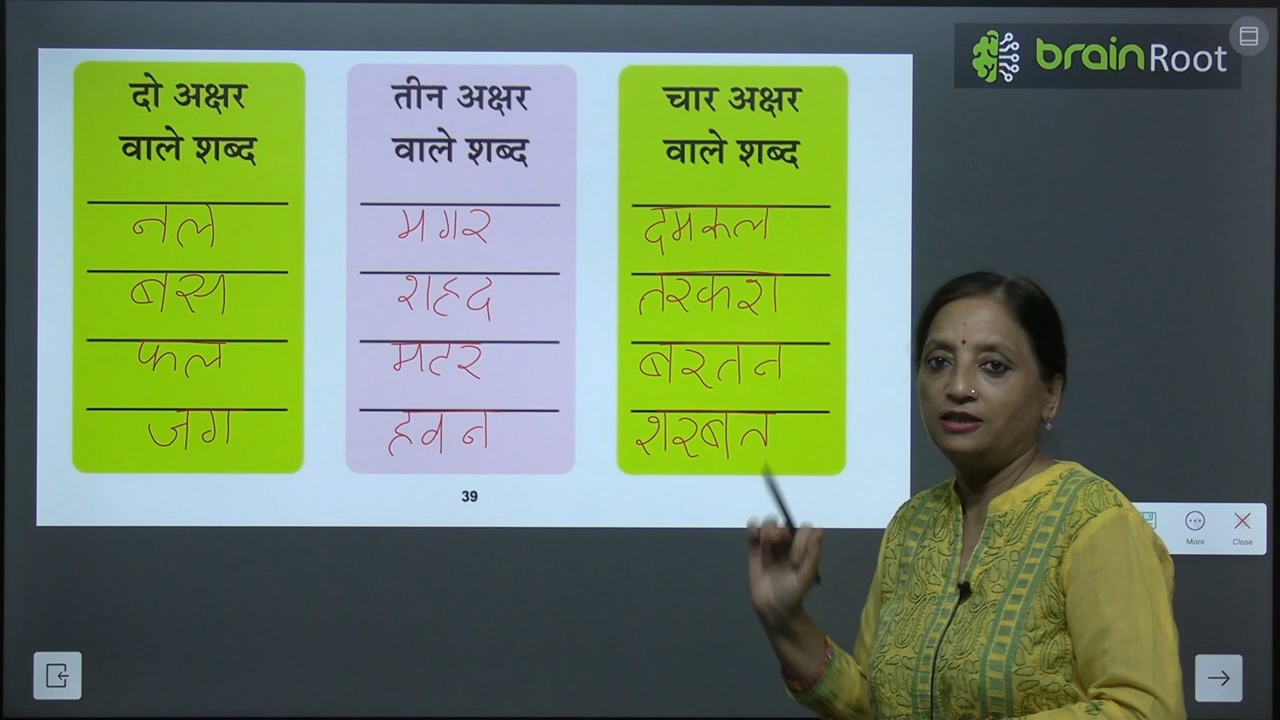 brainRoot
दो अक्षर
वाले शब्द
नल
बस
फल
जग
तीन अक्षर
वाले शब्द
मगर
शहद
मटर
हवन
चार अक्षर
वाले शब्द
दमकल
तरकश
बरतन
शरबत
39
More
Close